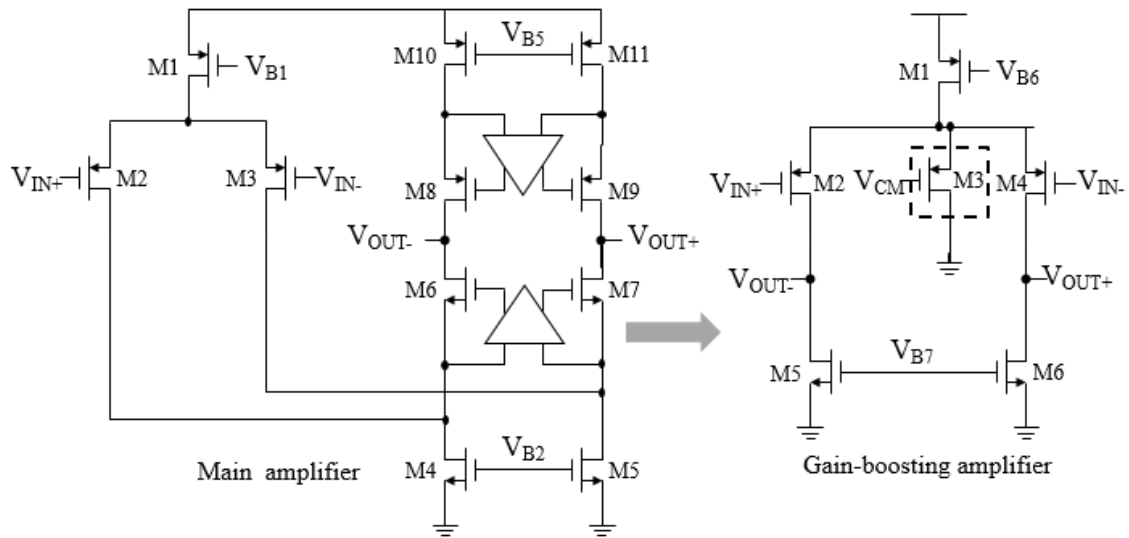 M10
V_B5
M11
M1
V_B1
V_IN+
M2
M3
V_IN-
M8
M9
V_OUT-
V_OUT+
M6
M7
M4
V_B2
M5
Main amplifier
M1
V_B6
V_IN+
M2
V_CM
M3
M4
V_IN-
V_OUT-
V_OUT+
M5
V_B7
M6
Gain-boosting amplifier